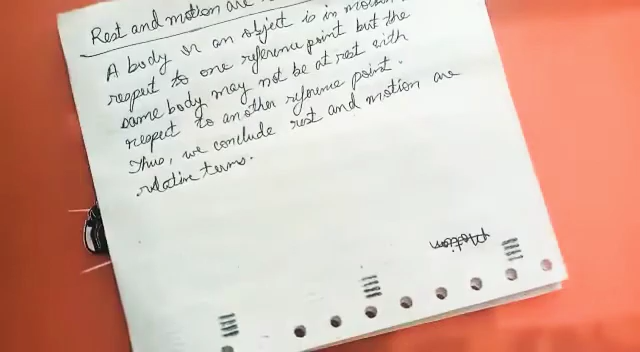 Rest and motion are
A body or an object is in motion
respect to one reference point but the
same body may not be at rest with
respect to another reference point.
Thus, we conclude rest and motion are
relative terms.
Motion